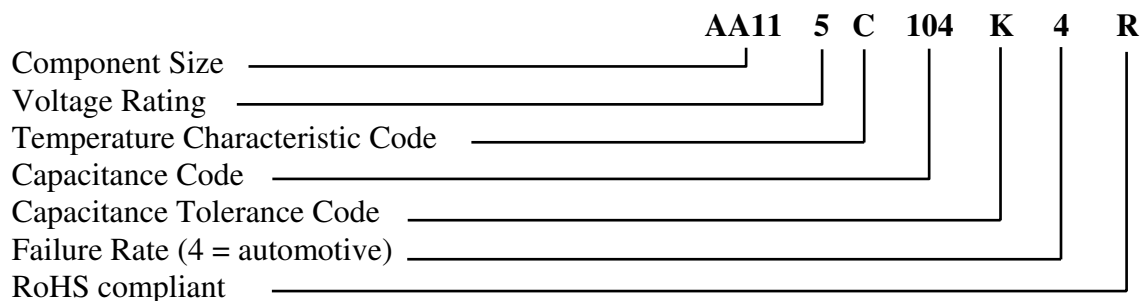 AA11 5 C 104 K 4 R
Component Size
Voltage Rating
Temperature Characteristic Code
Capacitance Code
Capacitance Tolerance Code
Failure Rate (4 = automotive)
RoHS compliant